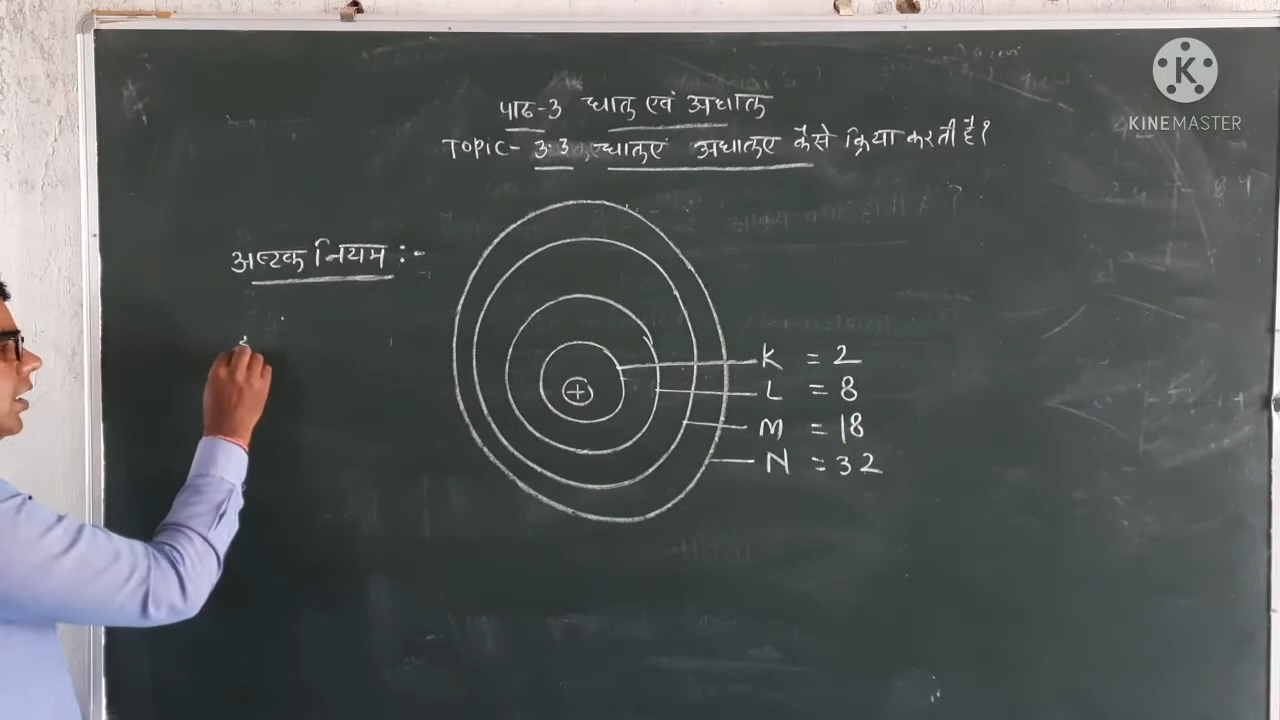 पाठ-3 धातु एवं अधातु
TOPIC- 3.3 धातुए अधातुए कैसे क्रिया करती है?
अष्टक नियम :-
+
K = 2
L = 8
M = 18
N = 32
K
KINEMASTER